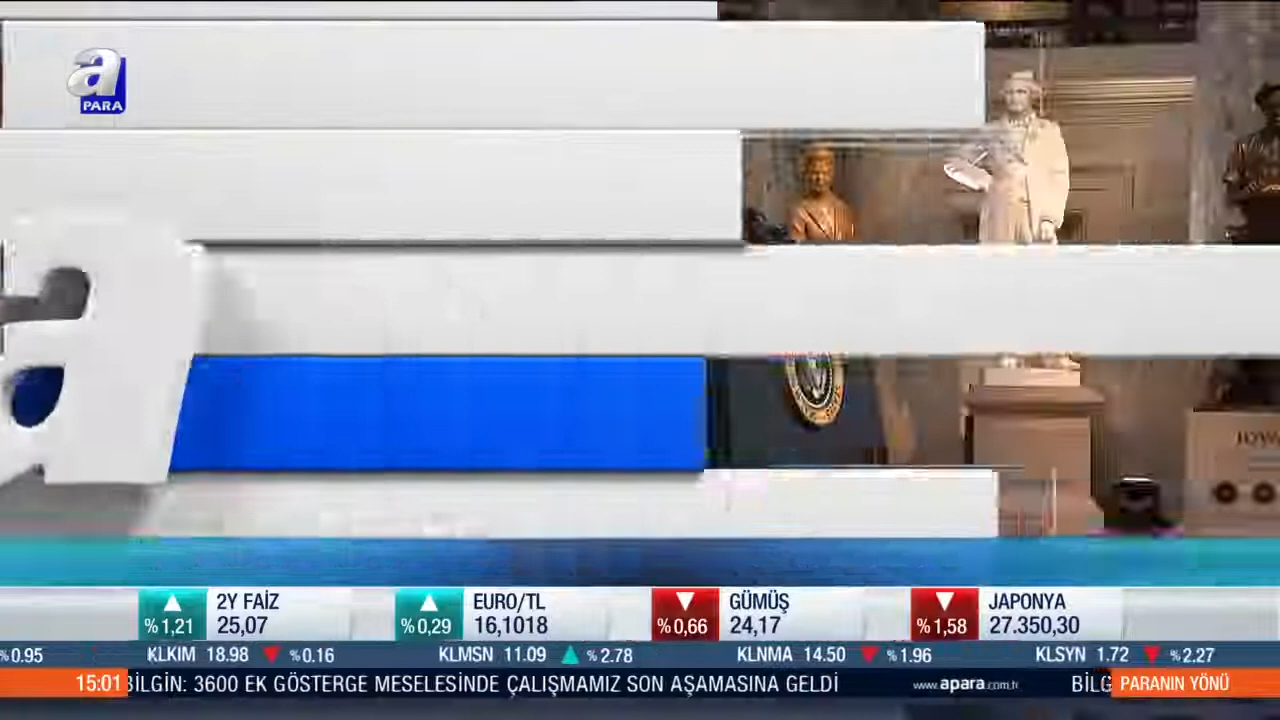 a
PARA
IOWA
2Y FAİZ
%1,21
25,07
EURO/TL
%0,29
16,1018
GÜMÜŞ
%0,66
24,17
JAPONYA
%1,58
27.350,30
%0.95 KLKIM 18.98 %0.16 KLMSN 11.09 %2.78 KLNMA 14.50 %1.96 KLSYN 1.72 %2.27
15:01 BİLGİN: 3600 EK GÖSTERGE MESELESİNDE ÇALIŞMAMIZ SON AŞAMASINA GELDİ www.apara.com.tr BİLG PARANIN YÖNÜ